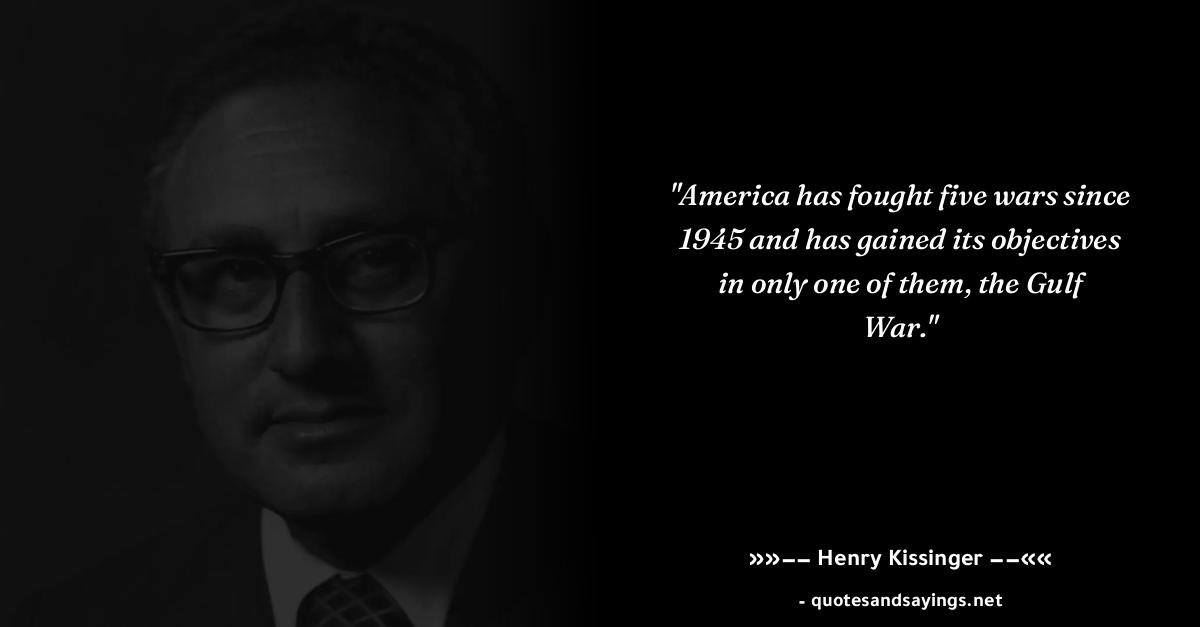 "America has fought five wars since
1945 and has gained its objectives
in only one of them, the Gulf
War."
»»–– Henry Kissinger ––««
- quotesandsayings.net